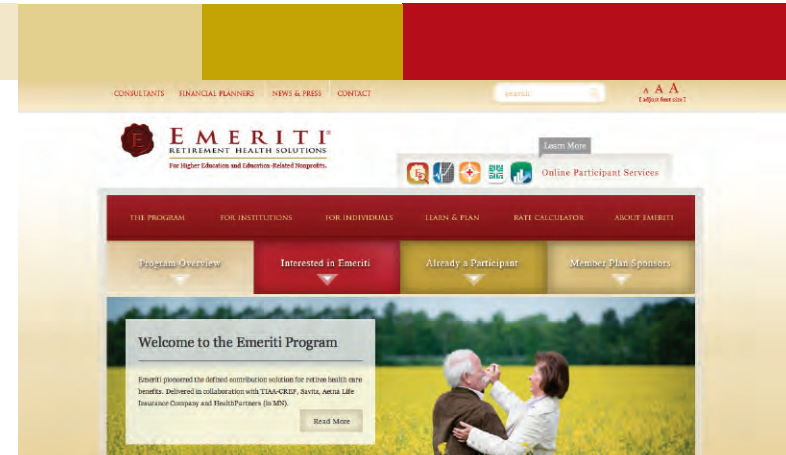 CONSULTANTS FINANCIAL PLANNERS NEWS & PRESS CONTACT
search
A A A
[ adjust font size ]
EMERITI®
RETIREMENT HEALTH SOLUTIONS
For Higher Education and Education-Related Nonprofits.
Learn More
Online Participant Services
THE PROGRAM FOR INSTITUTIONS FOR INDIVIDUALS LEARN & PLAN RATE CALCULATOR ABOUT EMERITI
Program Overview Interested in Emeriti Already a Participant Member Plan Sponsors
Welcome to the Emeriti Program
Emeriti pioneered the defined contribution solution for retiree health care
benefits. Delivered in collaboration with TIAA-CREF, Savitz, Aetna Life
Insurance Company and HealthPartners (in MN).
Read More